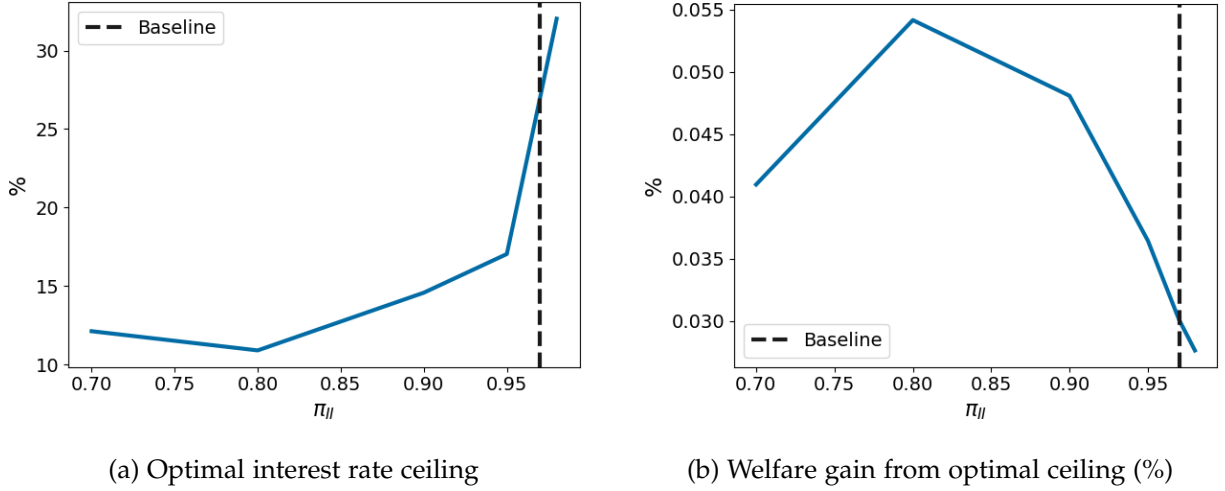 Baseline
30
25
20
15
10
%
0.70 0.75 0.80 0.85 0.90 0.95
π_ll
(a) Optimal interest rate ceiling
0.055
0.050
0.045
0.040
0.035
0.030
%
Baseline
0.70 0.75 0.80 0.85 0.90 0.95
π_ll
(b) Welfare gain from optimal ceiling (%)